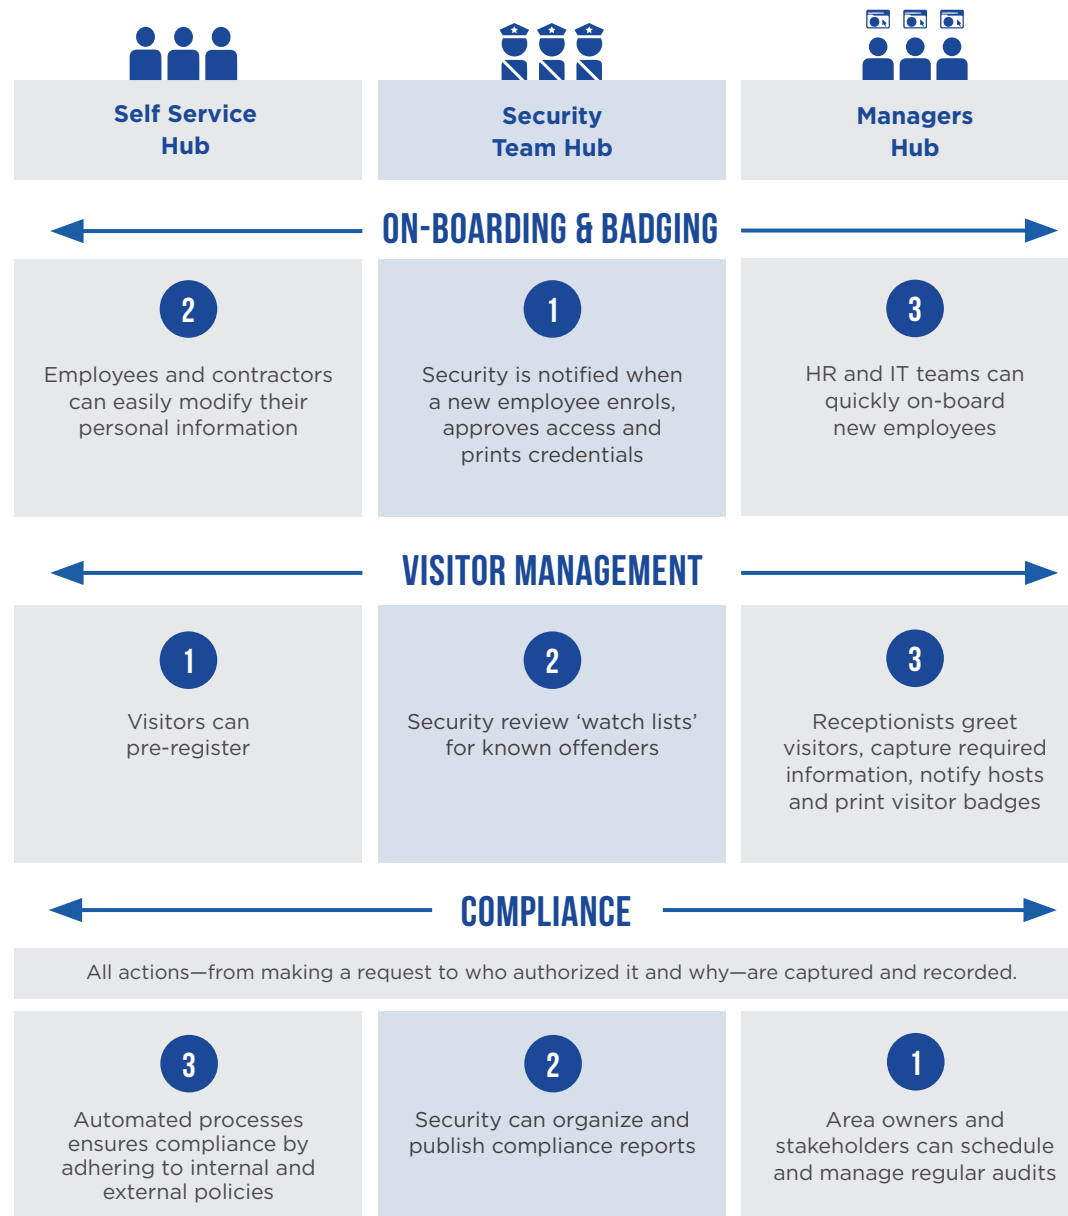 Self Service
Hub
Security
Team Hub
Managers
Hub
ON-BOARDING & BADGING
2
Employees and contractors
can easily modify their
personal information
1
Security is notified when
a new employee enrols,
approves access and
prints credentials
3
HR and IT teams can
quickly on-board
new employees
VISITOR MANAGEMENT
1
Visitors can
pre-register
2
Security review ‘watch lists’
for known offenders
3
Receptionists greet
visitors, capture required
information, notify hosts
and print visitor badges
COMPLIANCE
All actions—from making a request to who authorized it and why—are captured and recorded.
3
Automated processes
ensures compliance by
adhering to internal and
external policies
2
Security can organize and
publish compliance reports
1
Area owners and
stakeholders can schedule
and manage regular audits